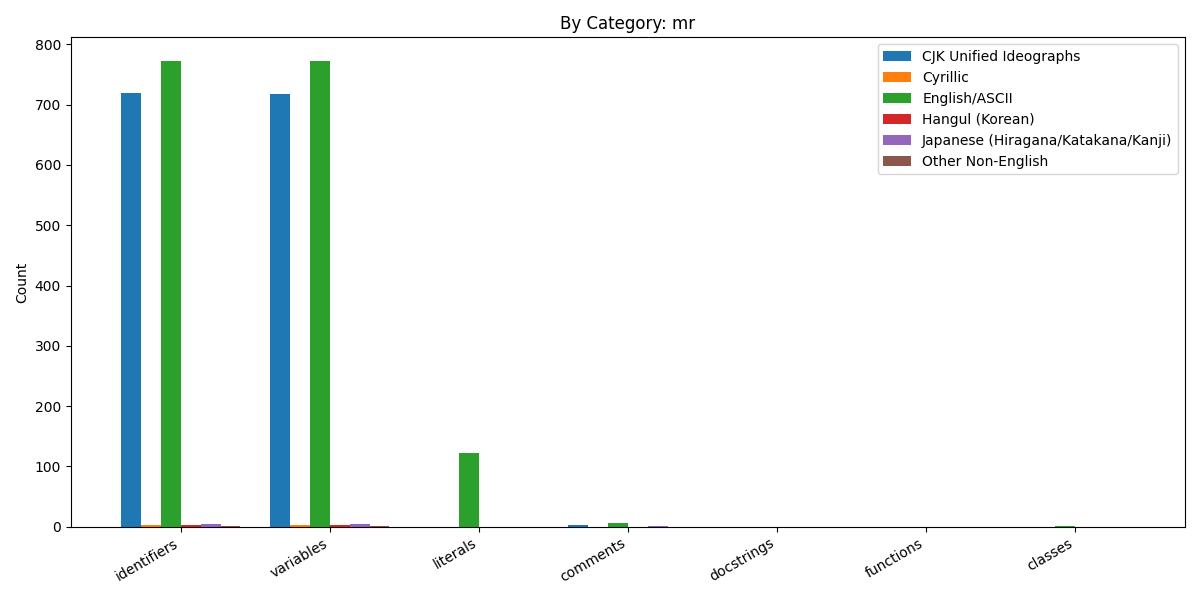 By Category: mr
800
700
600
500
400
300
200
100
0
Count
CJK Unified Ideographs
Cyrillic
English/ASCII
Hangul (Korean)
Japanese (Hiragana/Katakana/Kanji)
Other Non-English
identifiers
variables
literals
comments
docstrings
functions
classes